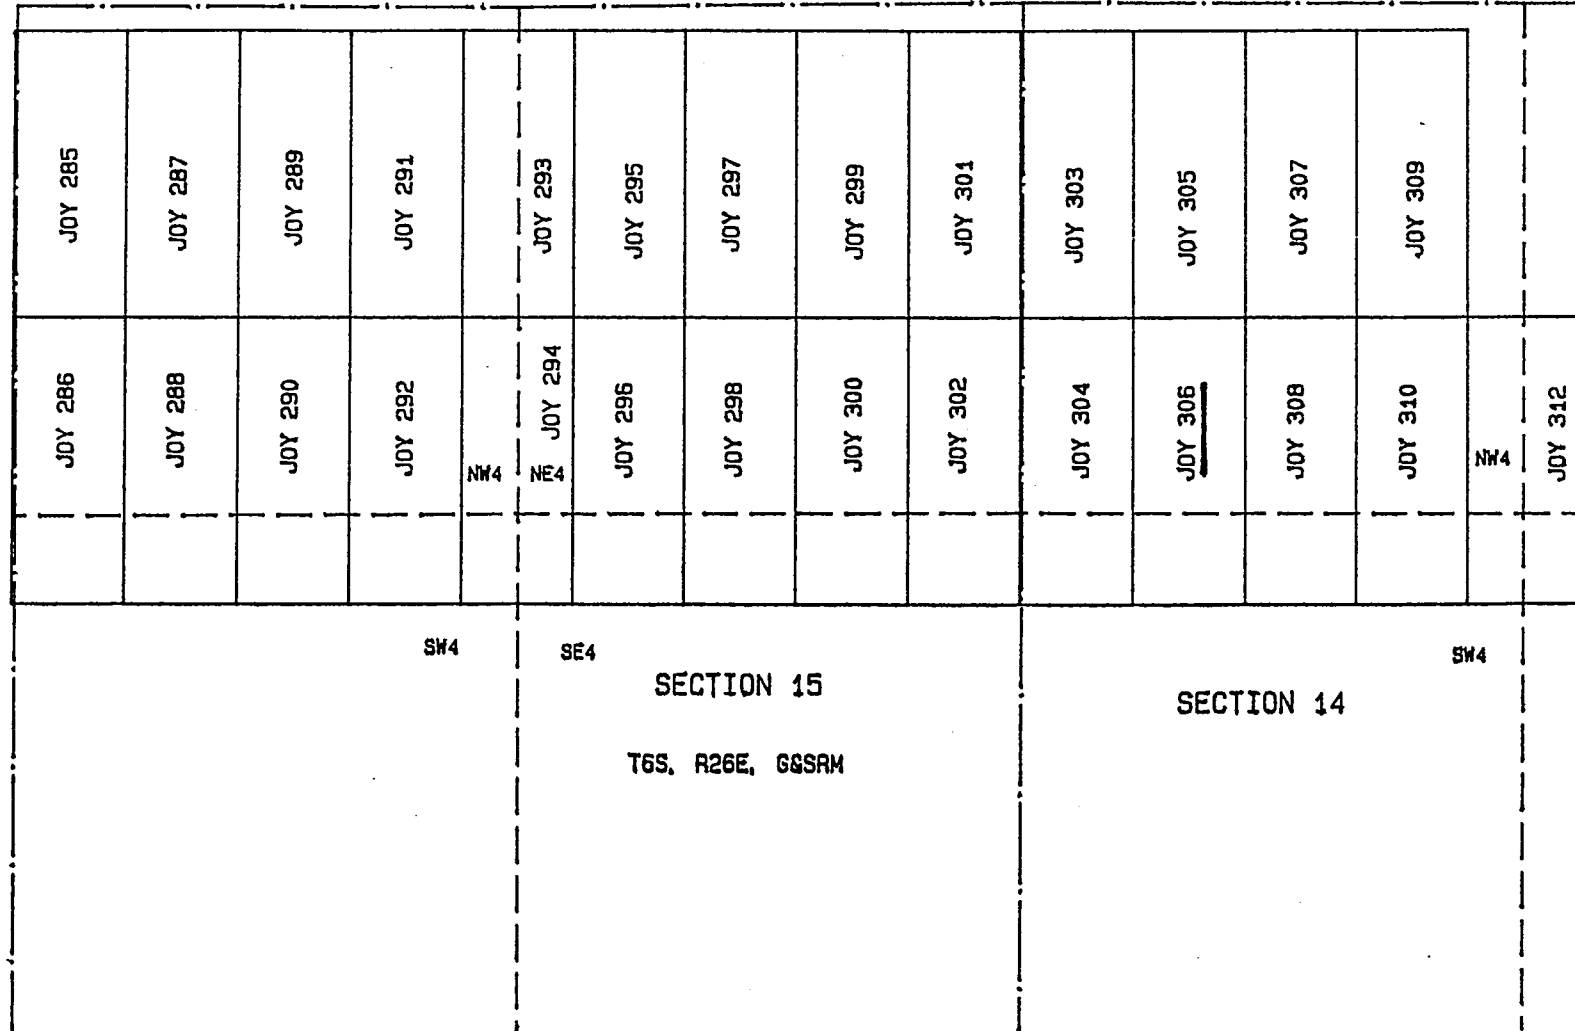 JOY 285
JOY 287
JOY 289
JOY 291
JOY 293
JOY 295
JOY 297
JOY 299
JOY 301
JOY 303
JOY 305
JOY 307
JOY 309
JOY 286
JOY 288
JOY 290
JOY 292
NW4
JOY 294
NE4
JOY 296
JOY 298
JOY 300
JOY 302
JOY 304
JOY 306
JOY 308
JOY 310
NW4
JOY 312
SW4
SE4
SW4
SECTION 15
SECTION 14
T6S, R26E, G&SRM